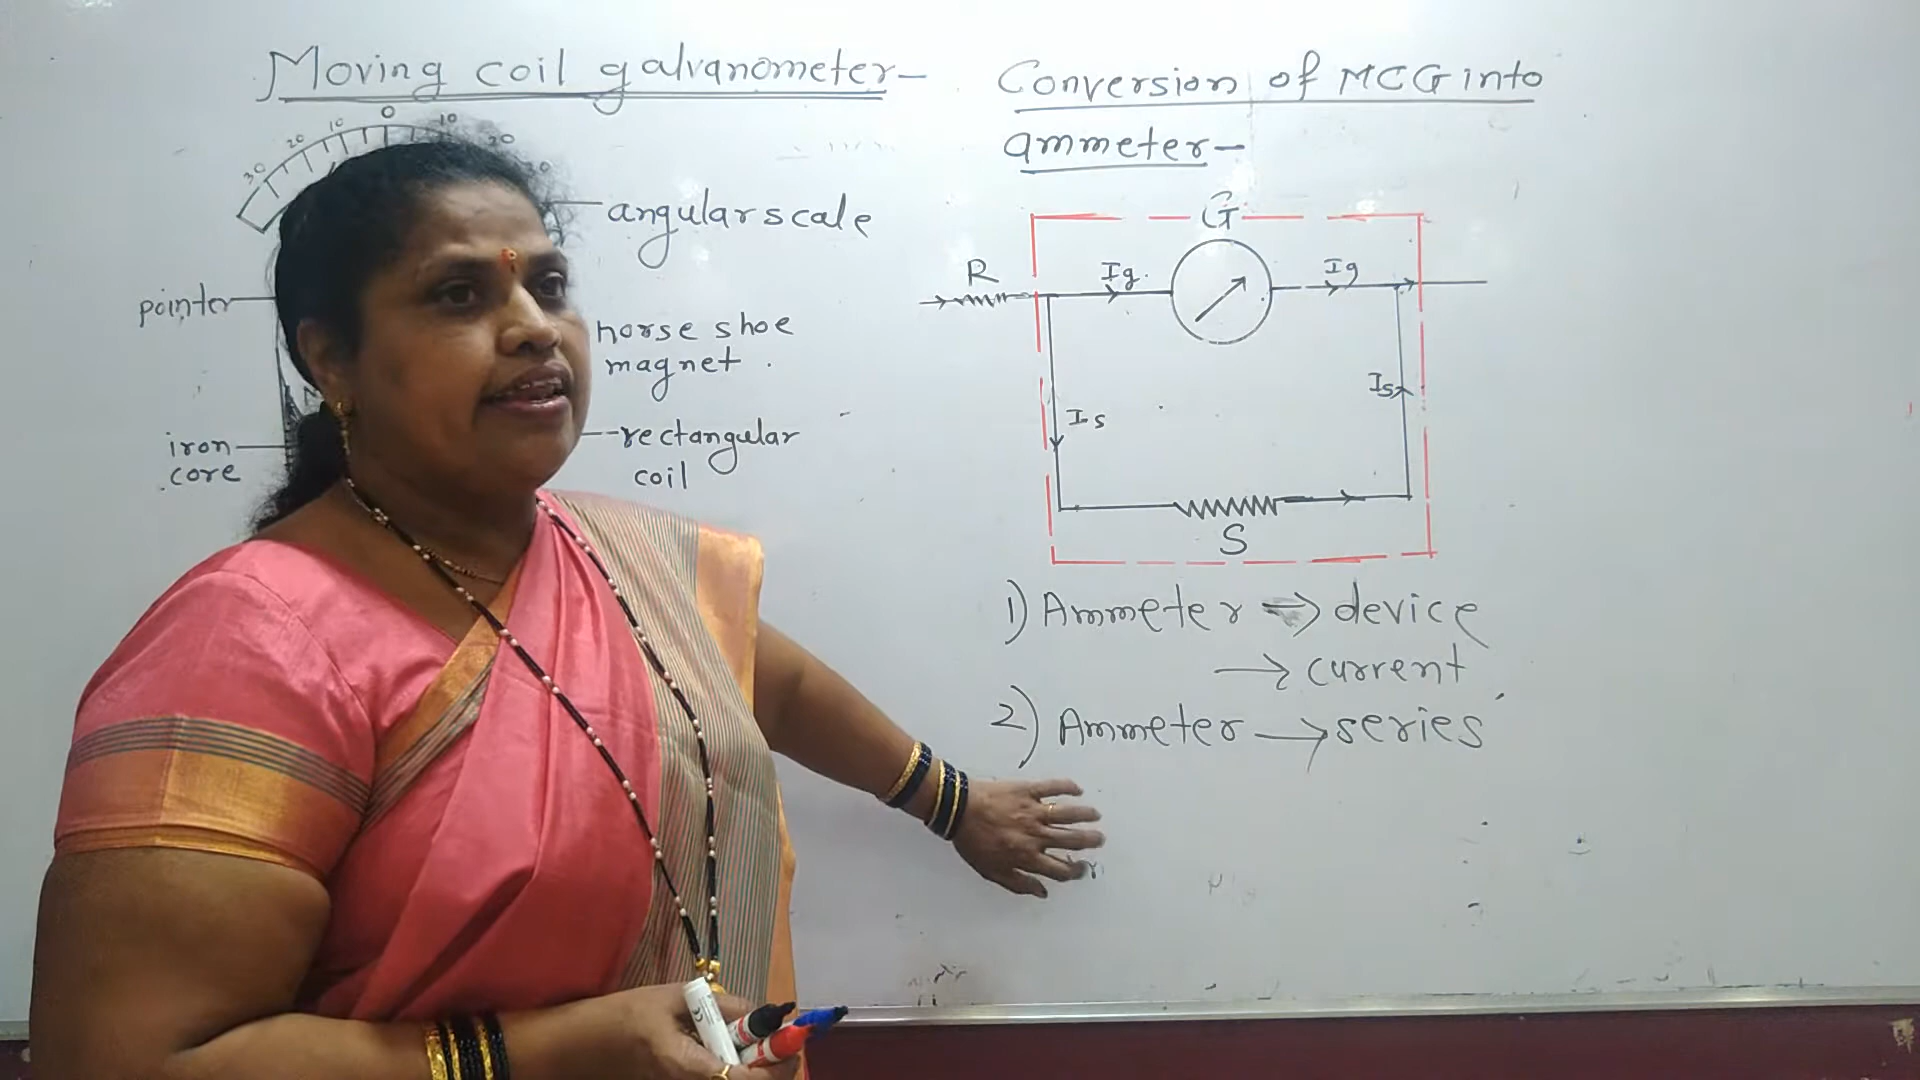 Moving coil galvanometer-
30 20 10 0 10 20 30
angular scale
pointer
horse shoe
magnet .
iron
core
rectangular
coil
Conversion of MCG into
ammeter-
G
R
Ig.
Ig
Is
Is
S
1) Ammeter → device
→ current
2) Ammeter → series